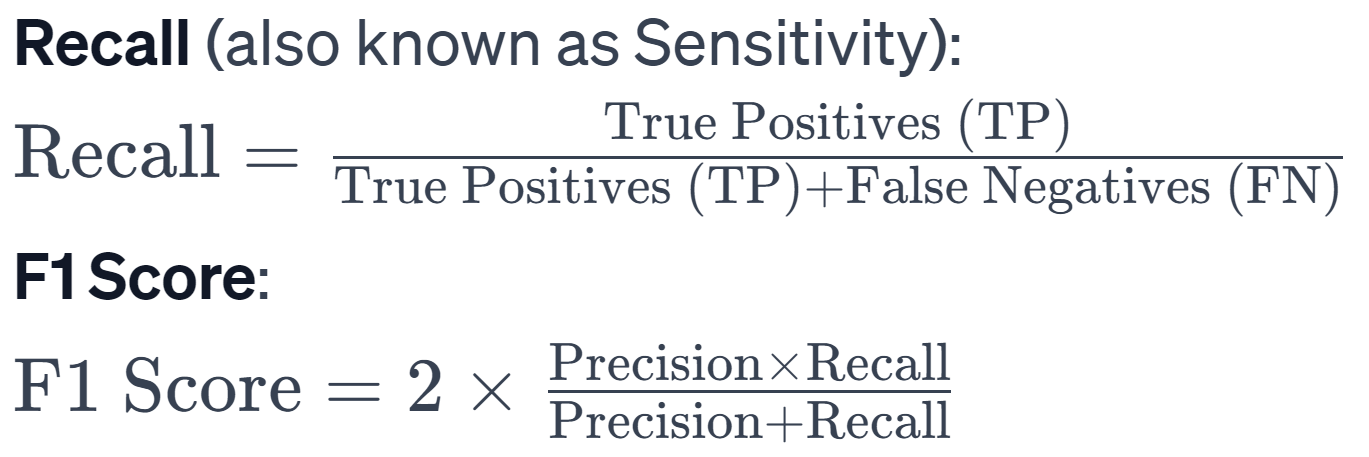 Recall (also known as Sensitivity):
Recall = True Positives (TP) / True Positives (TP)+False Negatives (FN)
F1 Score:
F1 Score = 2 × Precision×Recall / Precision+Recall